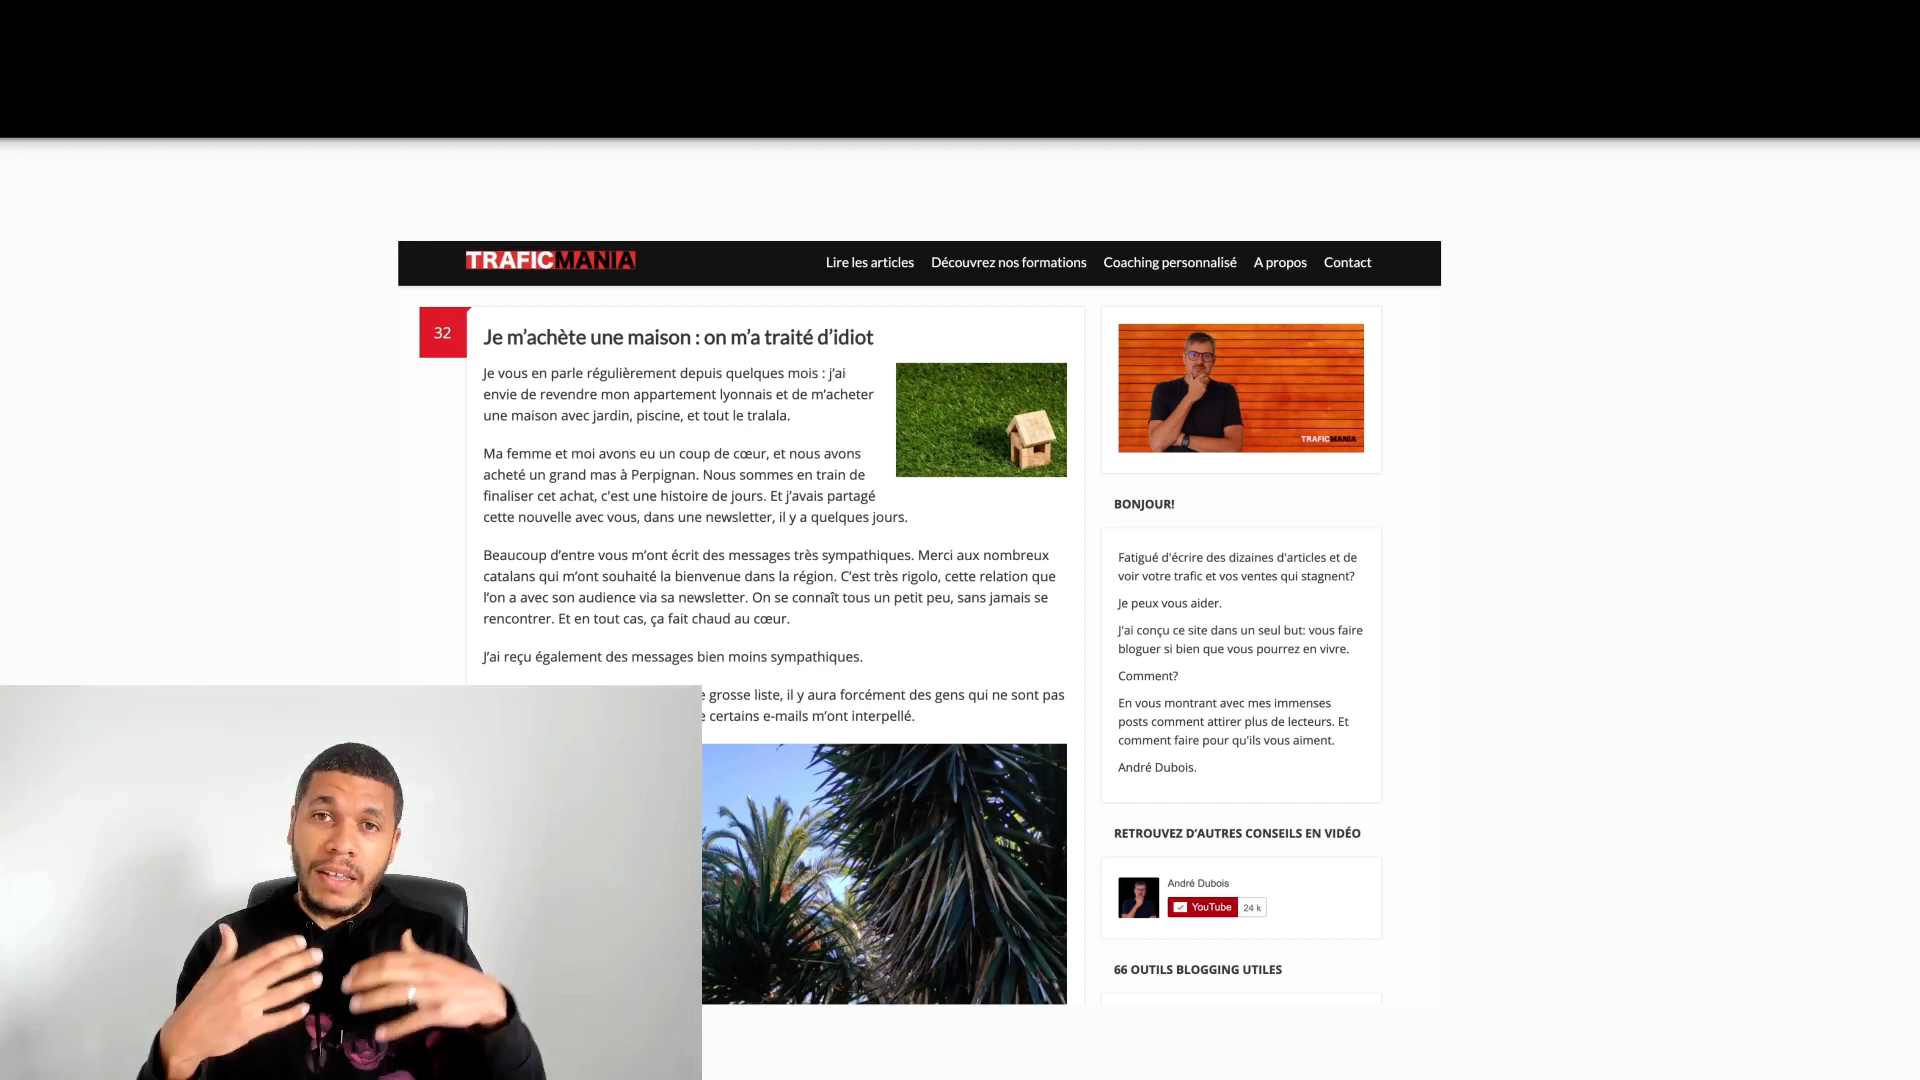 TRAFICMANIA
Lire les articles
Découvrez nos formations
Coaching personnalisé
A propos
Contact
32
Je m’achète une maison : on m’a traité d’idiot
Je vous en parle régulièrement depuis quelques mois : j’ai
envie de revendre mon appartement lyonnais et de m’acheter
une maison avec jardin, piscine, et tout le tralala.
Ma femme et moi avons eu un coup de cœur, et nous avons
acheté un grand mas à Perpignan. Nous sommes en train de
finaliser cet achat, c'est une histoire de jours. Et j’avais partagé
cette nouvelle avec vous, dans une newsletter, il y a quelques jours.
Beaucoup d’entre vous m’ont écrit des messages très sympathiques. Merci aux nombreux
catalans qui m’ont souhaité la bienvenue dans la région. C’est très rigolo, cette relation que
l’on a avec son audience via sa newsletter. On se connaît tous un petit peu, sans jamais se
rencontrer. Et en tout cas, ça fait chaud au cœur.
J’ai reçu également des messages bien moins sympathiques.
grosse liste, il y aura forcément des gens qui ne sont pas
certains e-mails m’ont interpellé.
TRAFICMANIA
BONJOUR!
Fatigué d'écrire des dizaines d'articles et de
voir votre trafic et vos ventes qui stagnent?
Je peux vous aider.
J'ai conçu ce site dans un seul but: vous faire
bloguer si bien que vous pourrez en vivre.
Comment?
En vous montrant avec mes immenses
posts comment attirer plus de lecteurs. Et
comment faire pour qu'ils vous aiment.
André Dubois.
RETROUVEZ D’AUTRES CONSEILS EN VIDÉO
André Dubois
YouTube
24 k
66 OUTILS BLOGGING UTILES